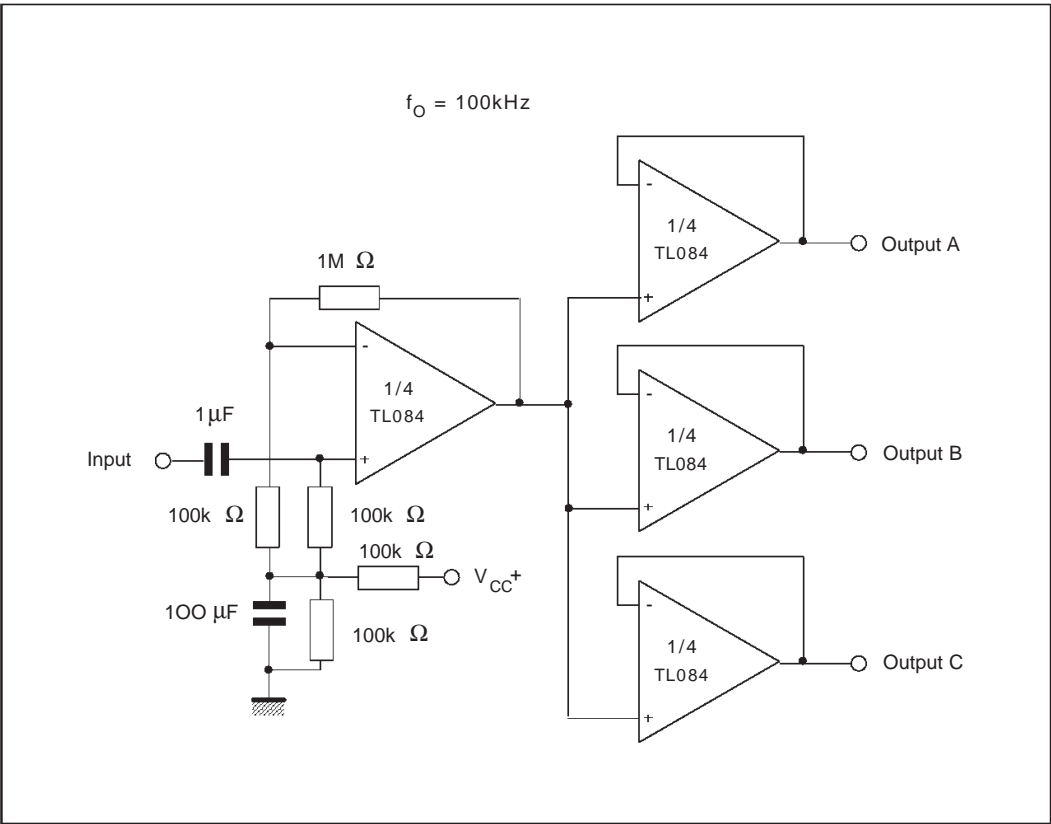 f_O = 100kHz
1/4
TL084
Output A
1M Ω
1/4
TL084
1µF
Input
100k Ω
100k Ω
100k Ω
V_CC+
100 µF
100k Ω
1/4
TL084
Output B
1/4
TL084
Output C
-
+
-
+
-
+
-
+